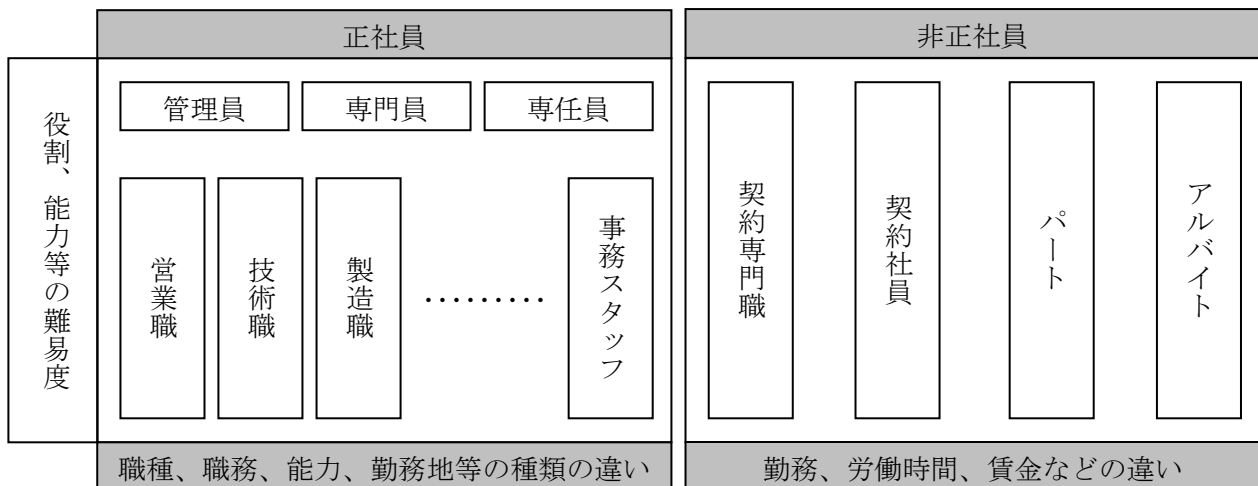 正社員
非正社員
役割、能力等の難易度
管理員
専門員
専任員
営業職
技術職
製造職
………
事務スタッフ
契約専門職
契約社員
パート
アルバイト
職種、職務、能力、勤務地等の種類の違い
勤務、労働時間、賃金などの違い